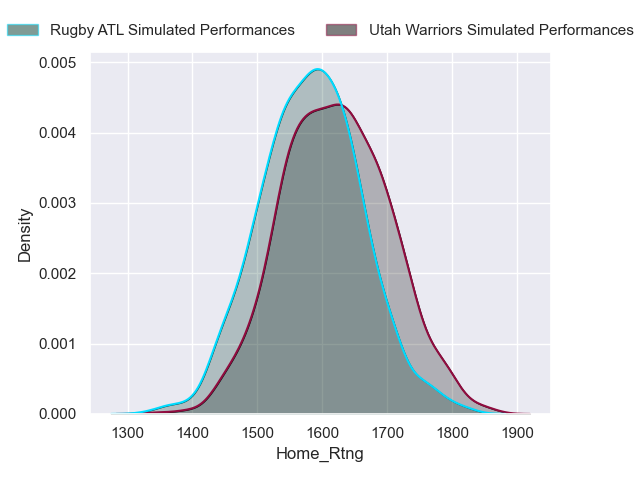 Rugby ATL Simulated Performances Utah Warriors Simulated Performances
0.005
0.004
0.003
0.002
0.001
0.000
Density
1300 1400 1500 1600 1700 1800 1900
Home_Rtng